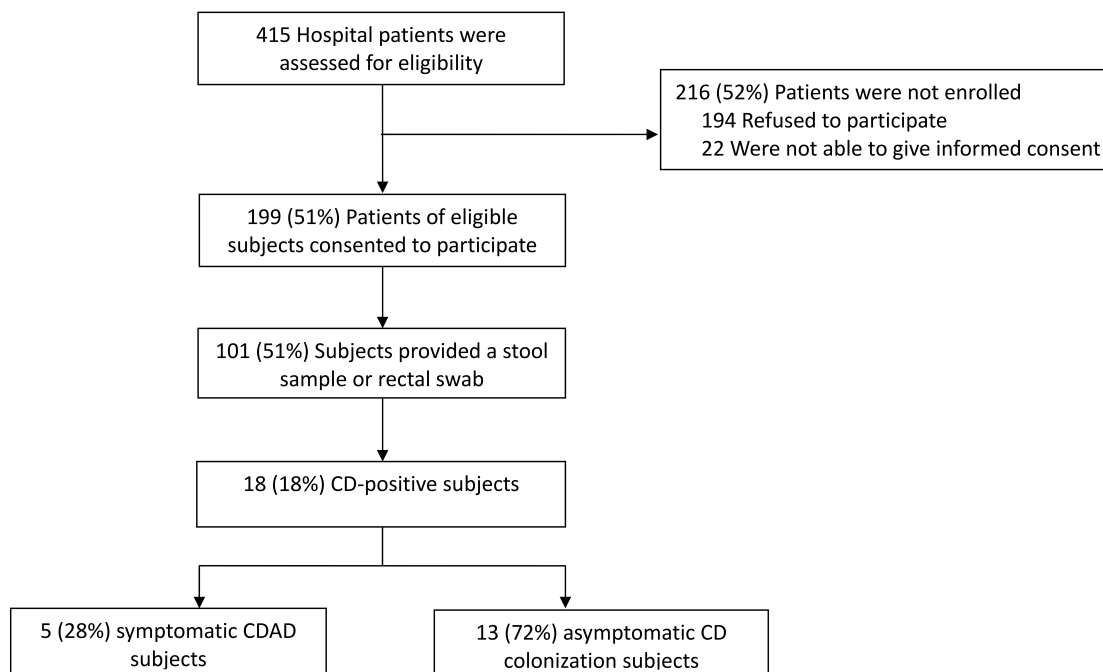 415 Hospital patients were
assessed for eligibility
216 (52%) Patients were not enrolled
194 Refused to participate
22 Were not able to give informed consent
199 (51%) Patients of eligible
subjects consented to participate
101 (51%) Subjects provided a stool
sample or rectal swab
18 (18%) CD-positive subjects
5 (28%) symptomatic CDAD
subjects
13 (72%) asymptomatic CD
colonization subjects